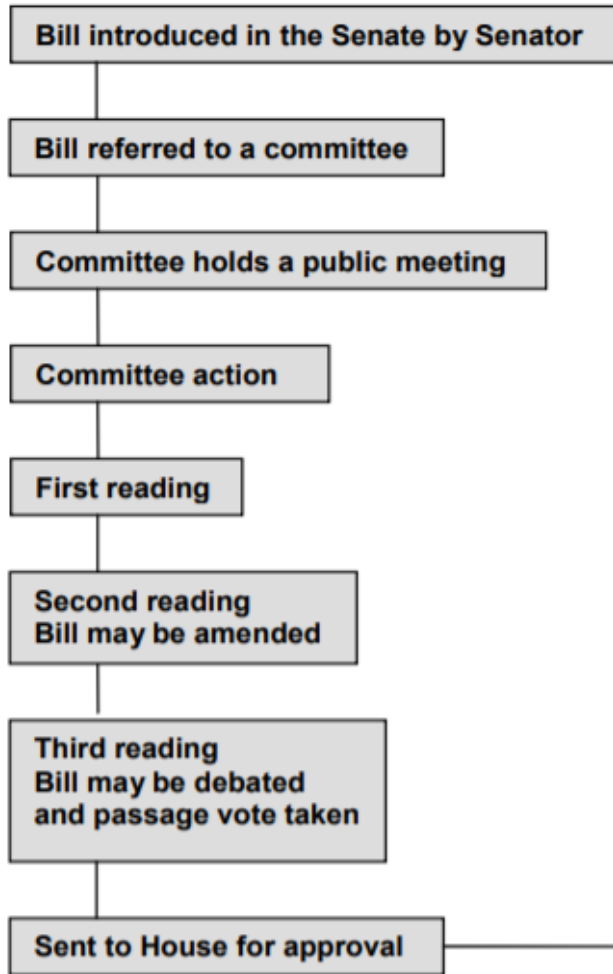 Bill introduced in the Senate by Senator
Bill referred to a committee
Committee holds a public meeting
Committee action
First reading
Second reading
Bill may be amended
Third reading
Bill may be debated
and passage vote taken
Sent to House for approval